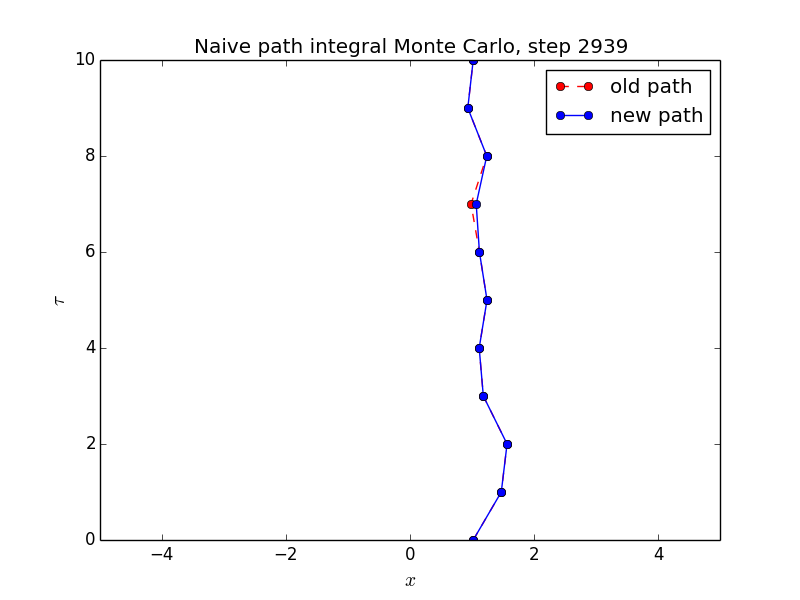 Naive path integral Monte Carlo, step 2939
10
8
6
4
2
0
τ
old path
new path
−4
−2
0
2
4
x